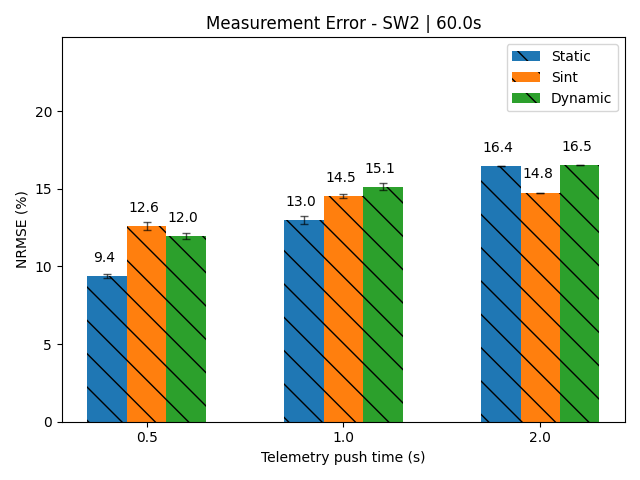 Measurement Error - SW2 | 60.0s
Static
Sint
Dynamic
NRMSE (%)
20
15
10
5
0
9.4
12.6
12.0
13.0
14.5
15.1
16.4
14.8
16.5
0.5
1.0
2.0
Telemetry push time (s)